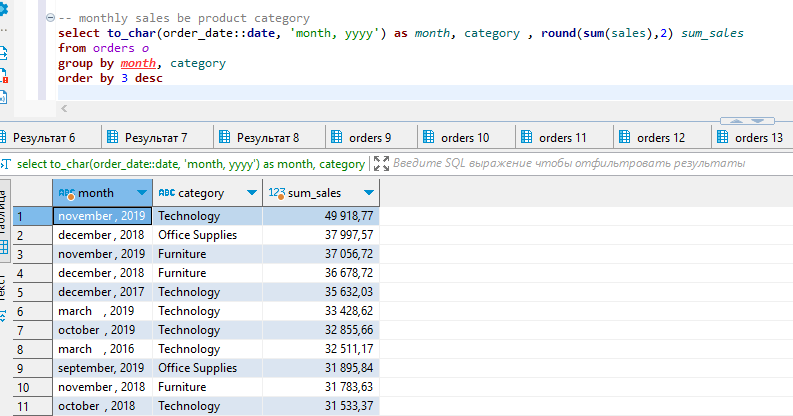 -- monthly sales be product category
select to_char(order_date::date, 'month, yyyy') as month, category , round(sum(sales),2) sum_sales
from orders o
group by month, category
order by 3 desc
Результат 6 Результат 7 Результат 8 orders 9 orders 10 orders 11 orders 12 orders 13
select to_char(order_date::date, 'month, yyyy') as month, category Введите SQL выражение чтобы отфильтровать результаты
ABC month ABC category 123 sum_sales
1 november , 2019 Technology 49 918,77
2 december , 2018 Office Supplies 37 997,57
3 november , 2019 Furniture 37 056,72
4 december , 2018 Furniture 36 678,72
5 december , 2017 Technology 35 632,03
6 march , 2019 Technology 33 428,62
7 october , 2019 Technology 32 855,66
8 march , 2016 Technology 32 511,17
9 september, 2019 Office Supplies 31 895,84
10 november , 2018 Furniture 31 783,63
11 october , 2018 Technology 31 533,37